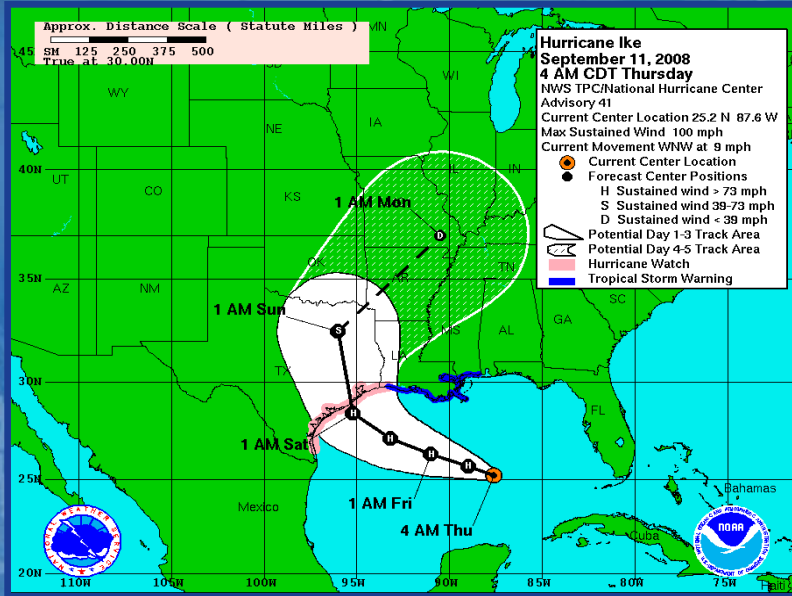 Approx. Distance Scale ( Statute Miles )
SM 125 250 375 500
True at 30.00N
Hurricane Ike
September 11, 2008
4 AM CDT Thursday
NWS TPC/National Hurricane Center
Advisory 41
Current Center Location 25.2 N 87.6 W
Max Sustained Wind 100 mph
Current Movement WNW at 9 mph
Current Center Location
Forecast Center Positions
H Sustained wind > 73 mph
S Sustained wind 39-73 mph
D Sustained wind < 39 mph
Potential Day 1-3 Track Area
Potential Day 4-5 Track Area
Hurricane Watch
Tropical Storm Warning
45
MN
WI
WY
IA
NE
40N
IL
IN
UT
CO
KS
1 AM Mon
D
OK
TN
35N
AZ
NM
AR
SC
1 AM Sun
S
MS
AL
GA
TX
LA
30N
H
FL
1 AM Sat
H
H
H
25N
1 AM Fri
Bahamas
Mexico
4 AM Thu
NATIONAL WEATHER SERVICE
NOAA
Cuba
20N
110W
105W
100W
95W
90W
85W
80W
75W
Haiti